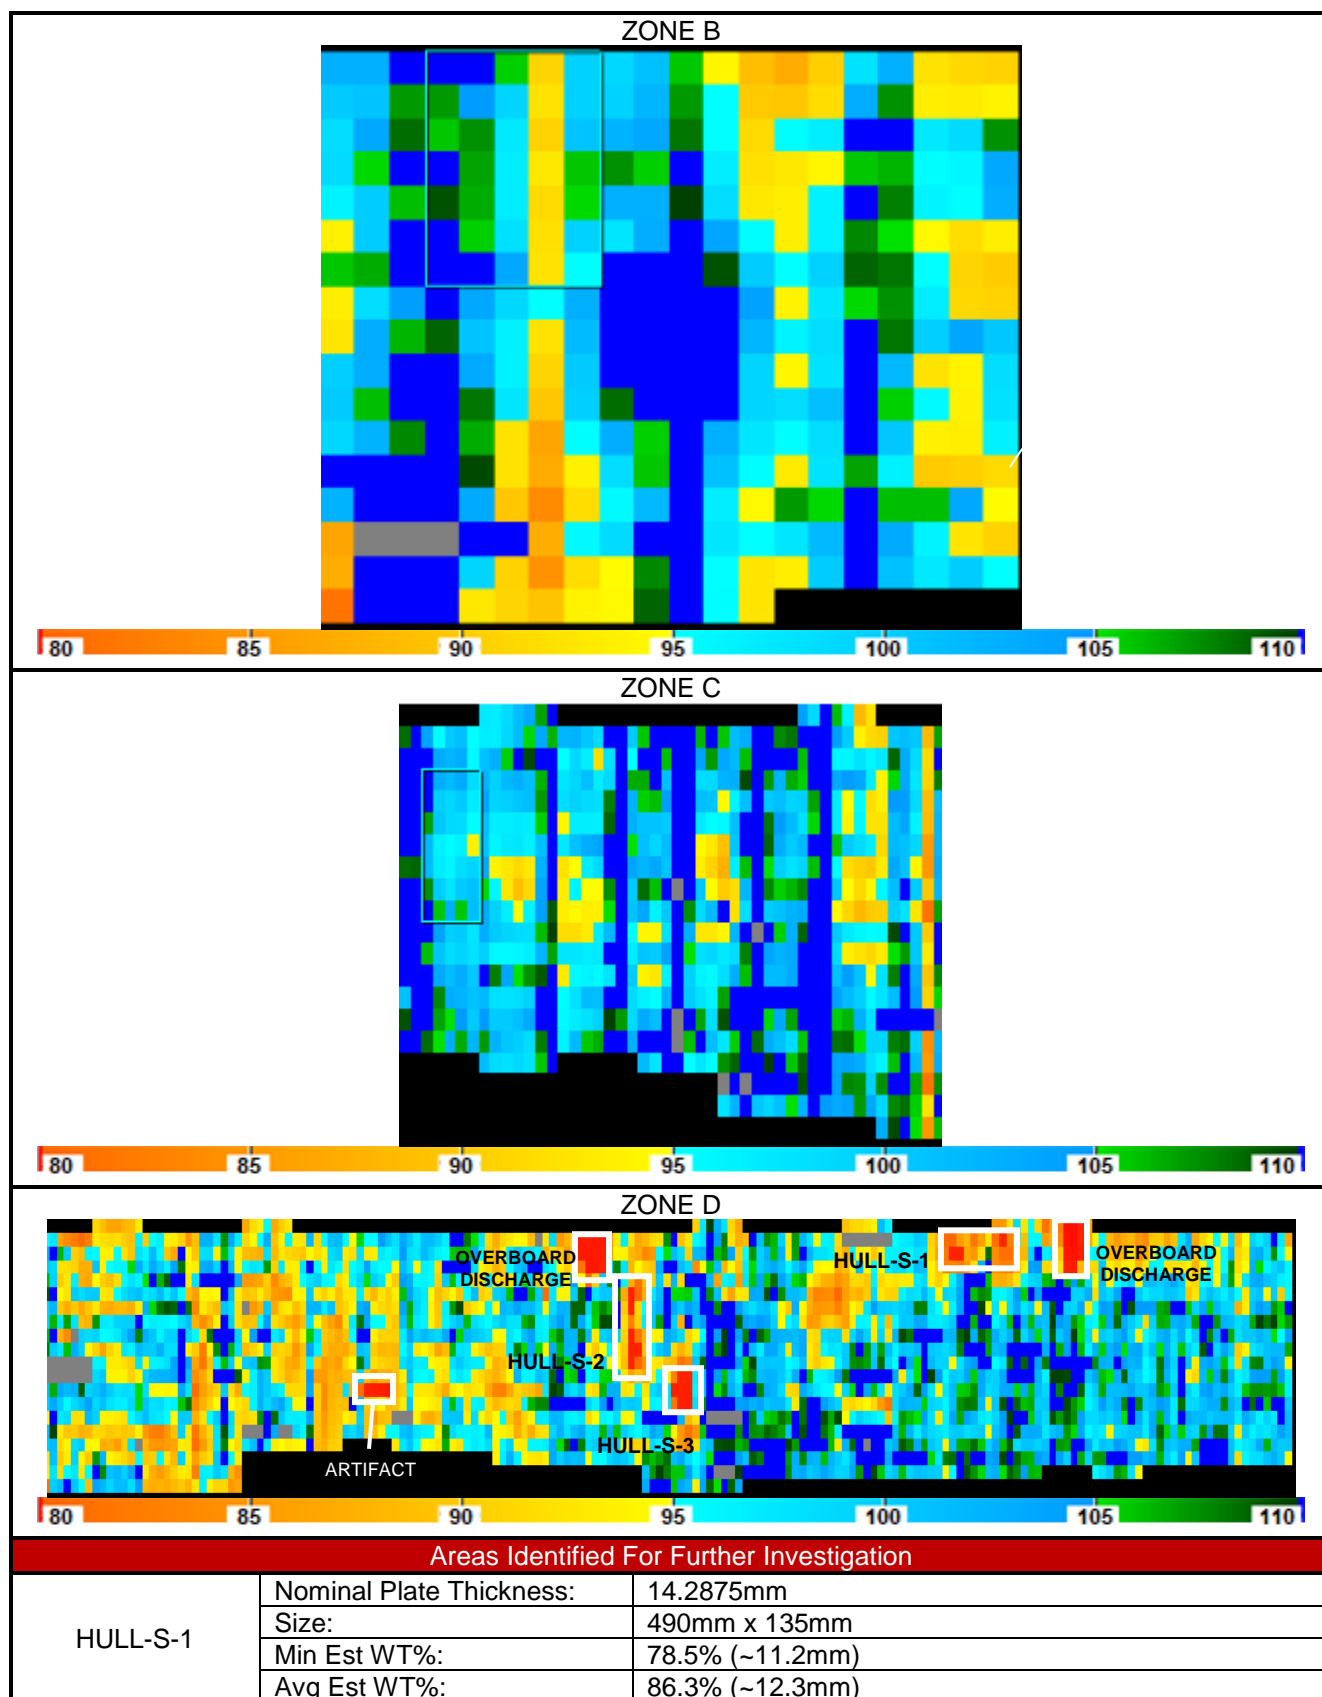 ZONE B
80 85 90 95 100 105 110
ZONE C
80 85 90 95 100 105 110
ZONE D
OVERBOARD
DISCHARGE
HULL-S-1
OVERBOARD
DISCHARGE
HULL-S-2
HULL-S-3
ARTIFACT
80 85 90 95 100 105 110
Areas Identified For Further Investigation
HULL-S-1
Nominal Plate Thickness: 14.2875mm
Size: 490mm x 135mm
Min Est WT%: 78.5% (~11.2mm)
Avg Est WT%: 86.3% (~12.3mm)